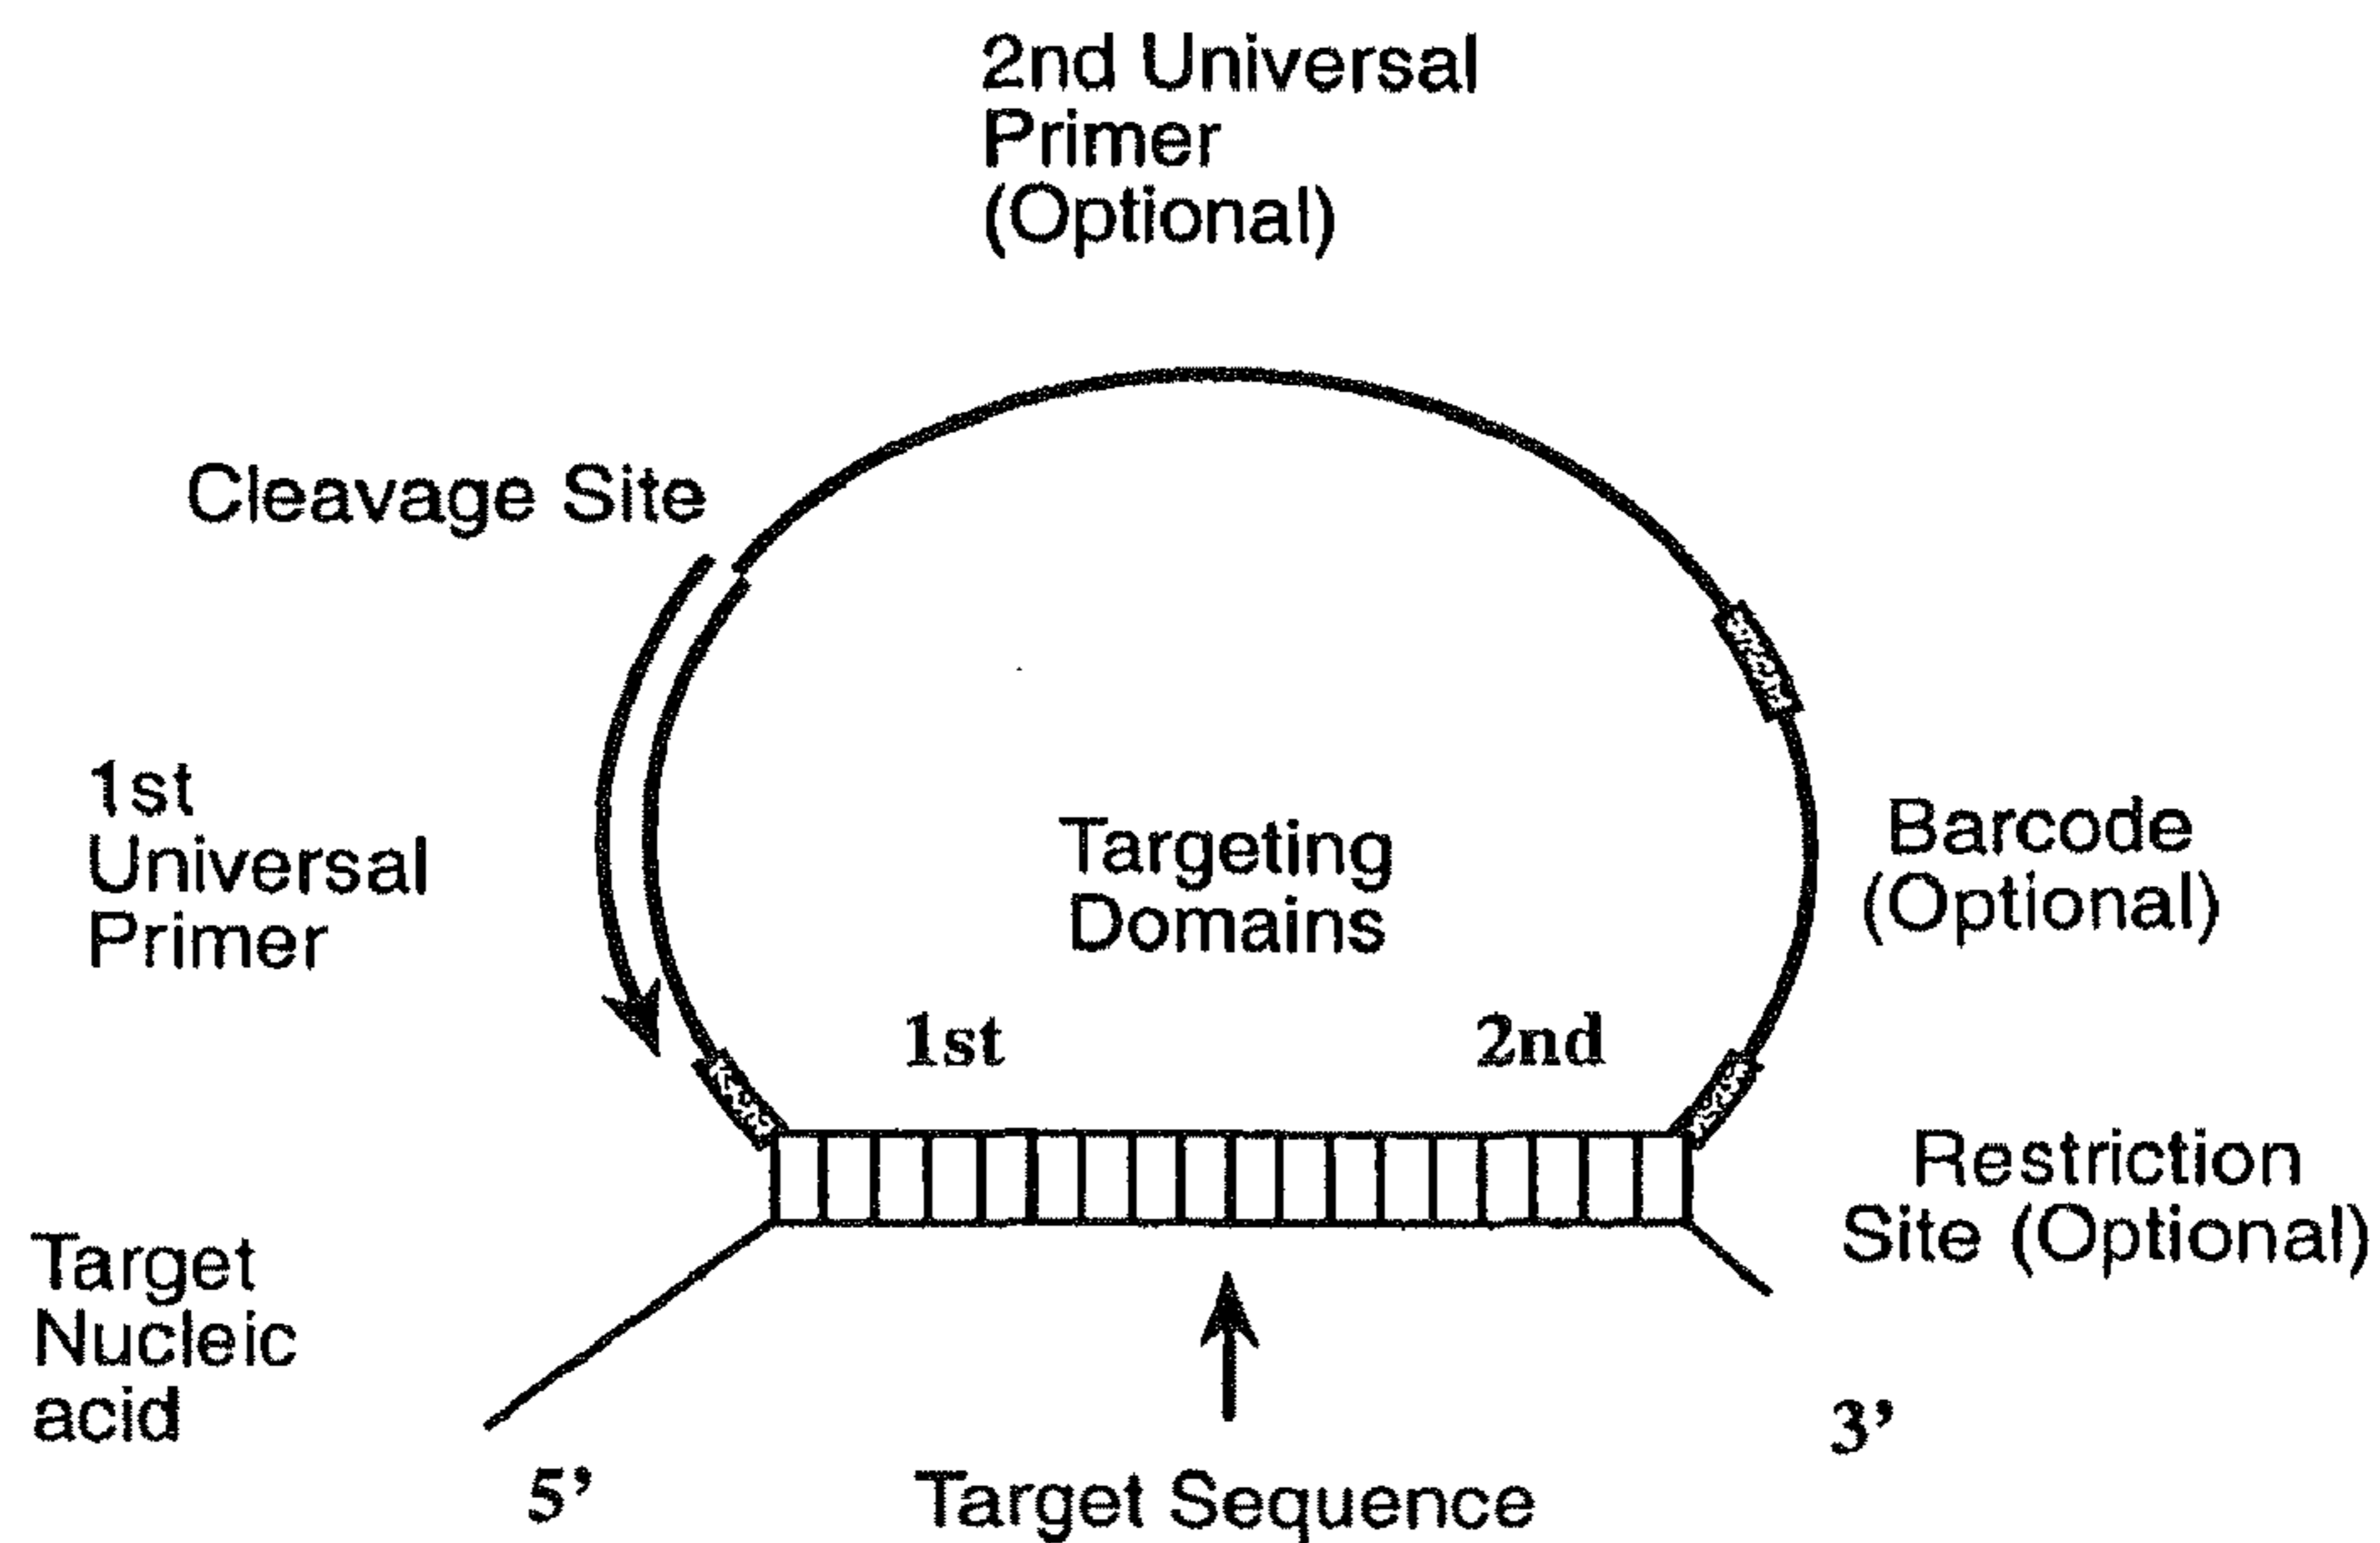 2nd Universal
Primer
(Optional)
Cleavage Site
1st
Universal
Primer
Targeting
Domains
Barcode
(Optional)
1st
2nd
Restriction
Site (Optional)
Target
Nucleic
acid
5’
Target Sequence
3’